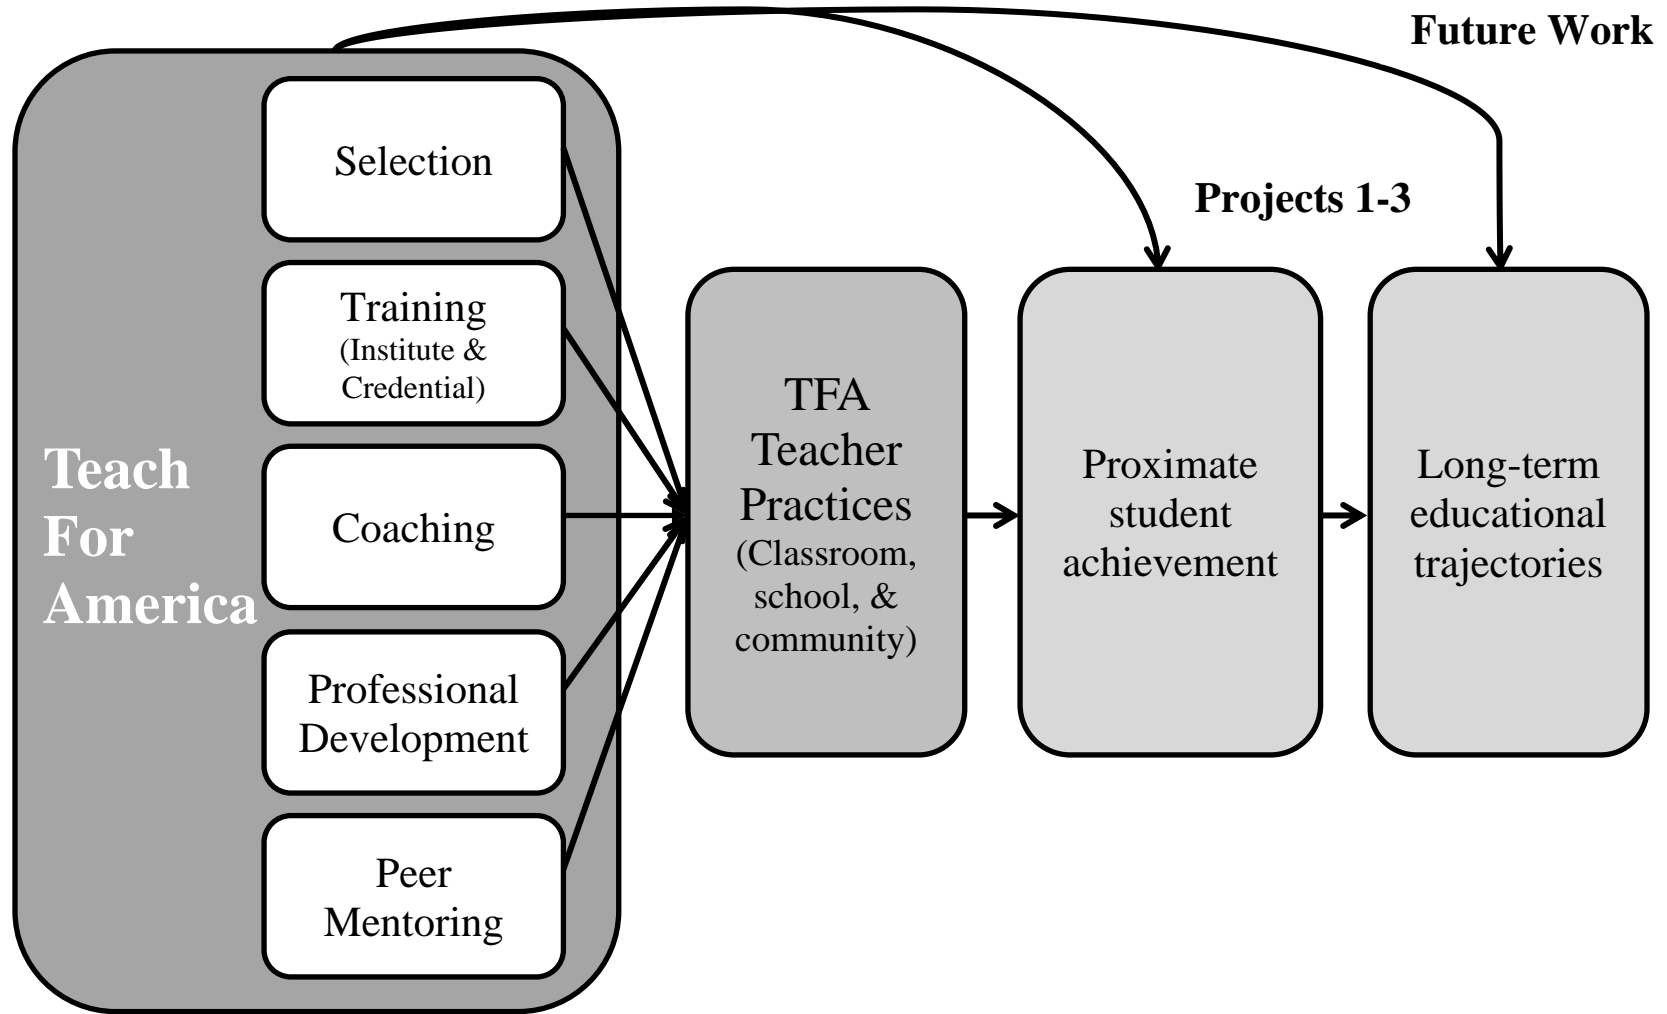 Future Work
Projects 1-3
Teach
For
America
Selection
Training
(Institute &
Credential)
Coaching
Professional
Development
Peer
Mentoring
TFA
Teacher
Practices
(Classroom,
school, &
community)
Proximate
student
achievement
Long-term
educational
trajectories